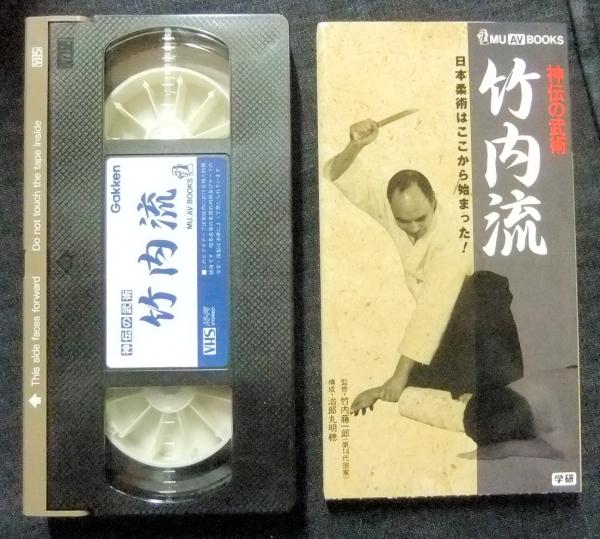 VHS
Do not touch the tape inside
This side faces forward
Gakken
神伝の武術
竹内流
MU AV BOOKS
VHS
STEREO
MU AV BOOKS
神伝の武術
竹内流
日本柔術はここから始まった!
監修・竹内藤一郎(第14代宗家)
構成・治郎丸明穂
学研